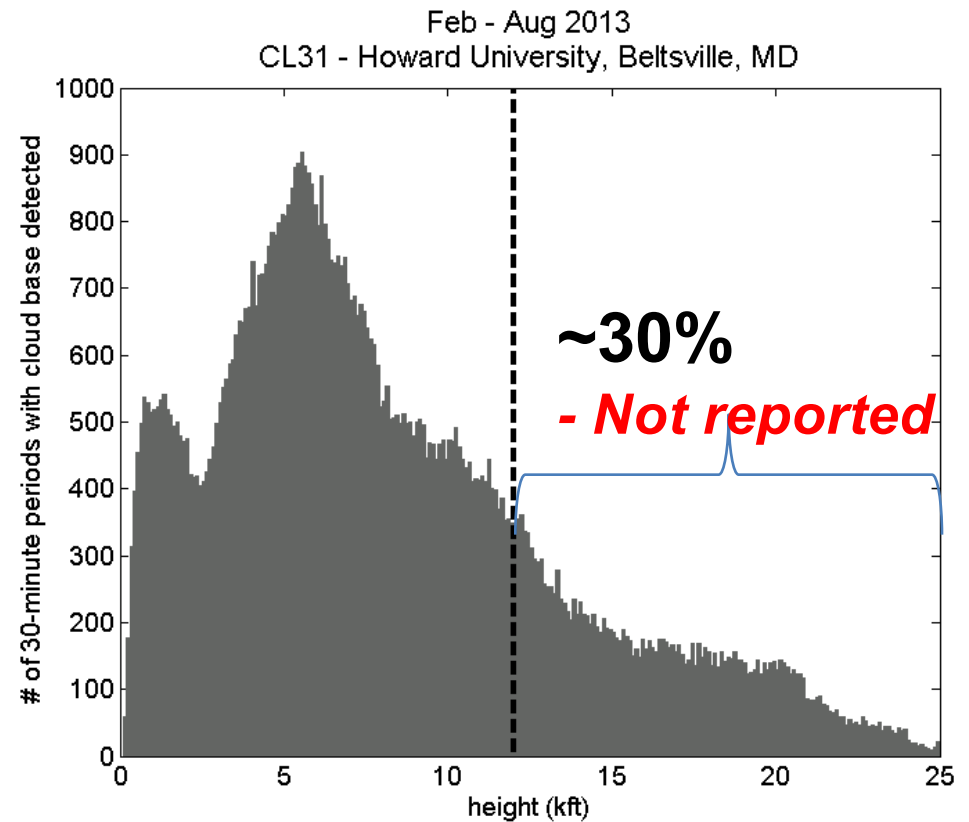 Feb - Aug 2013
CL31 - Howard University, Beltsville, MD
# of 30-minute periods with cloud base detected
1000
900
800
700
600
500
400
300
200
100
0
~30%
- Not reported
0 5 10 15 20 25
height (kft)